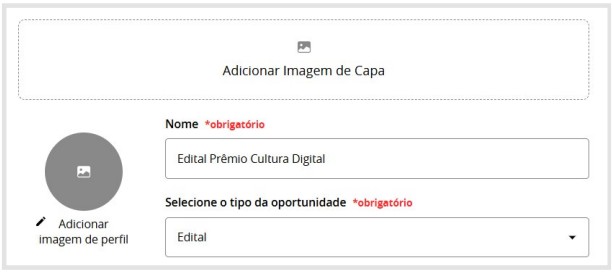 Adicionar Imagem de Capa
Nome *obrigatório
Edital Prêmio Cultura Digital
Adicionar
imagem de perfil
Selecione o tipo da oportunidade *obrigatório
Edital